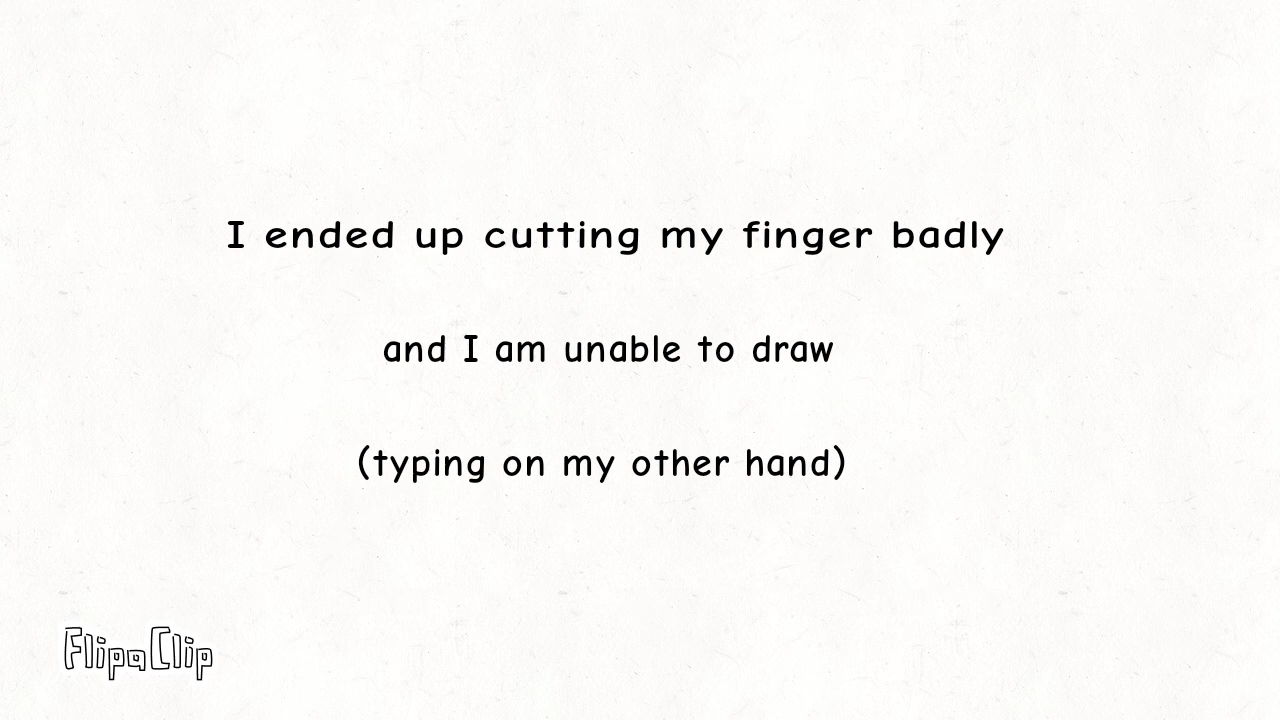 I ended up cutting my finger badly
and I am unable to draw
(typing on my other hand)
FlipaClip